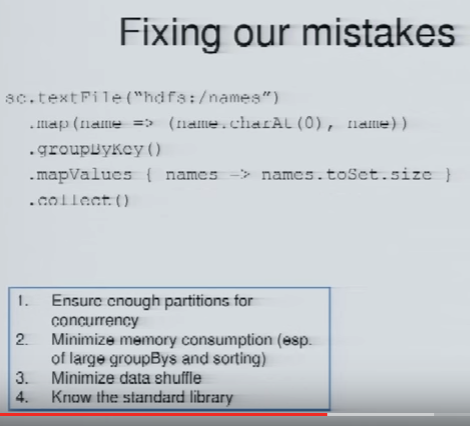 Fixing our mistakes
sc.textFile("hdfs:/names")
.map(name => (name.charAt(0), name))
.groupByKey()
.mapValues { names => names.toSet.size }
.collect()
1. Ensure enough partitions for
concurrency
2. Minimize memory consumption (esp.
of large groupBys and sorting)
3. Minimize data shuffle
4. Know the standard library